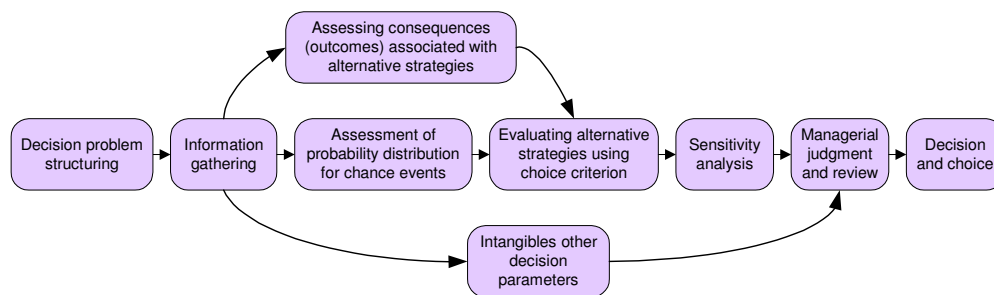 Assessing consequences
(outcomes) associated with
alternative strategies
Decision problem
structuring
Information
gathering
Assessment of
probability distribution
for chance events
Evaluating alternative
strategies using
choice criterion
Sensitivity
analysis
Managerial
judgment
and review
Decision
and choice
Intangibles other
decision
parameters